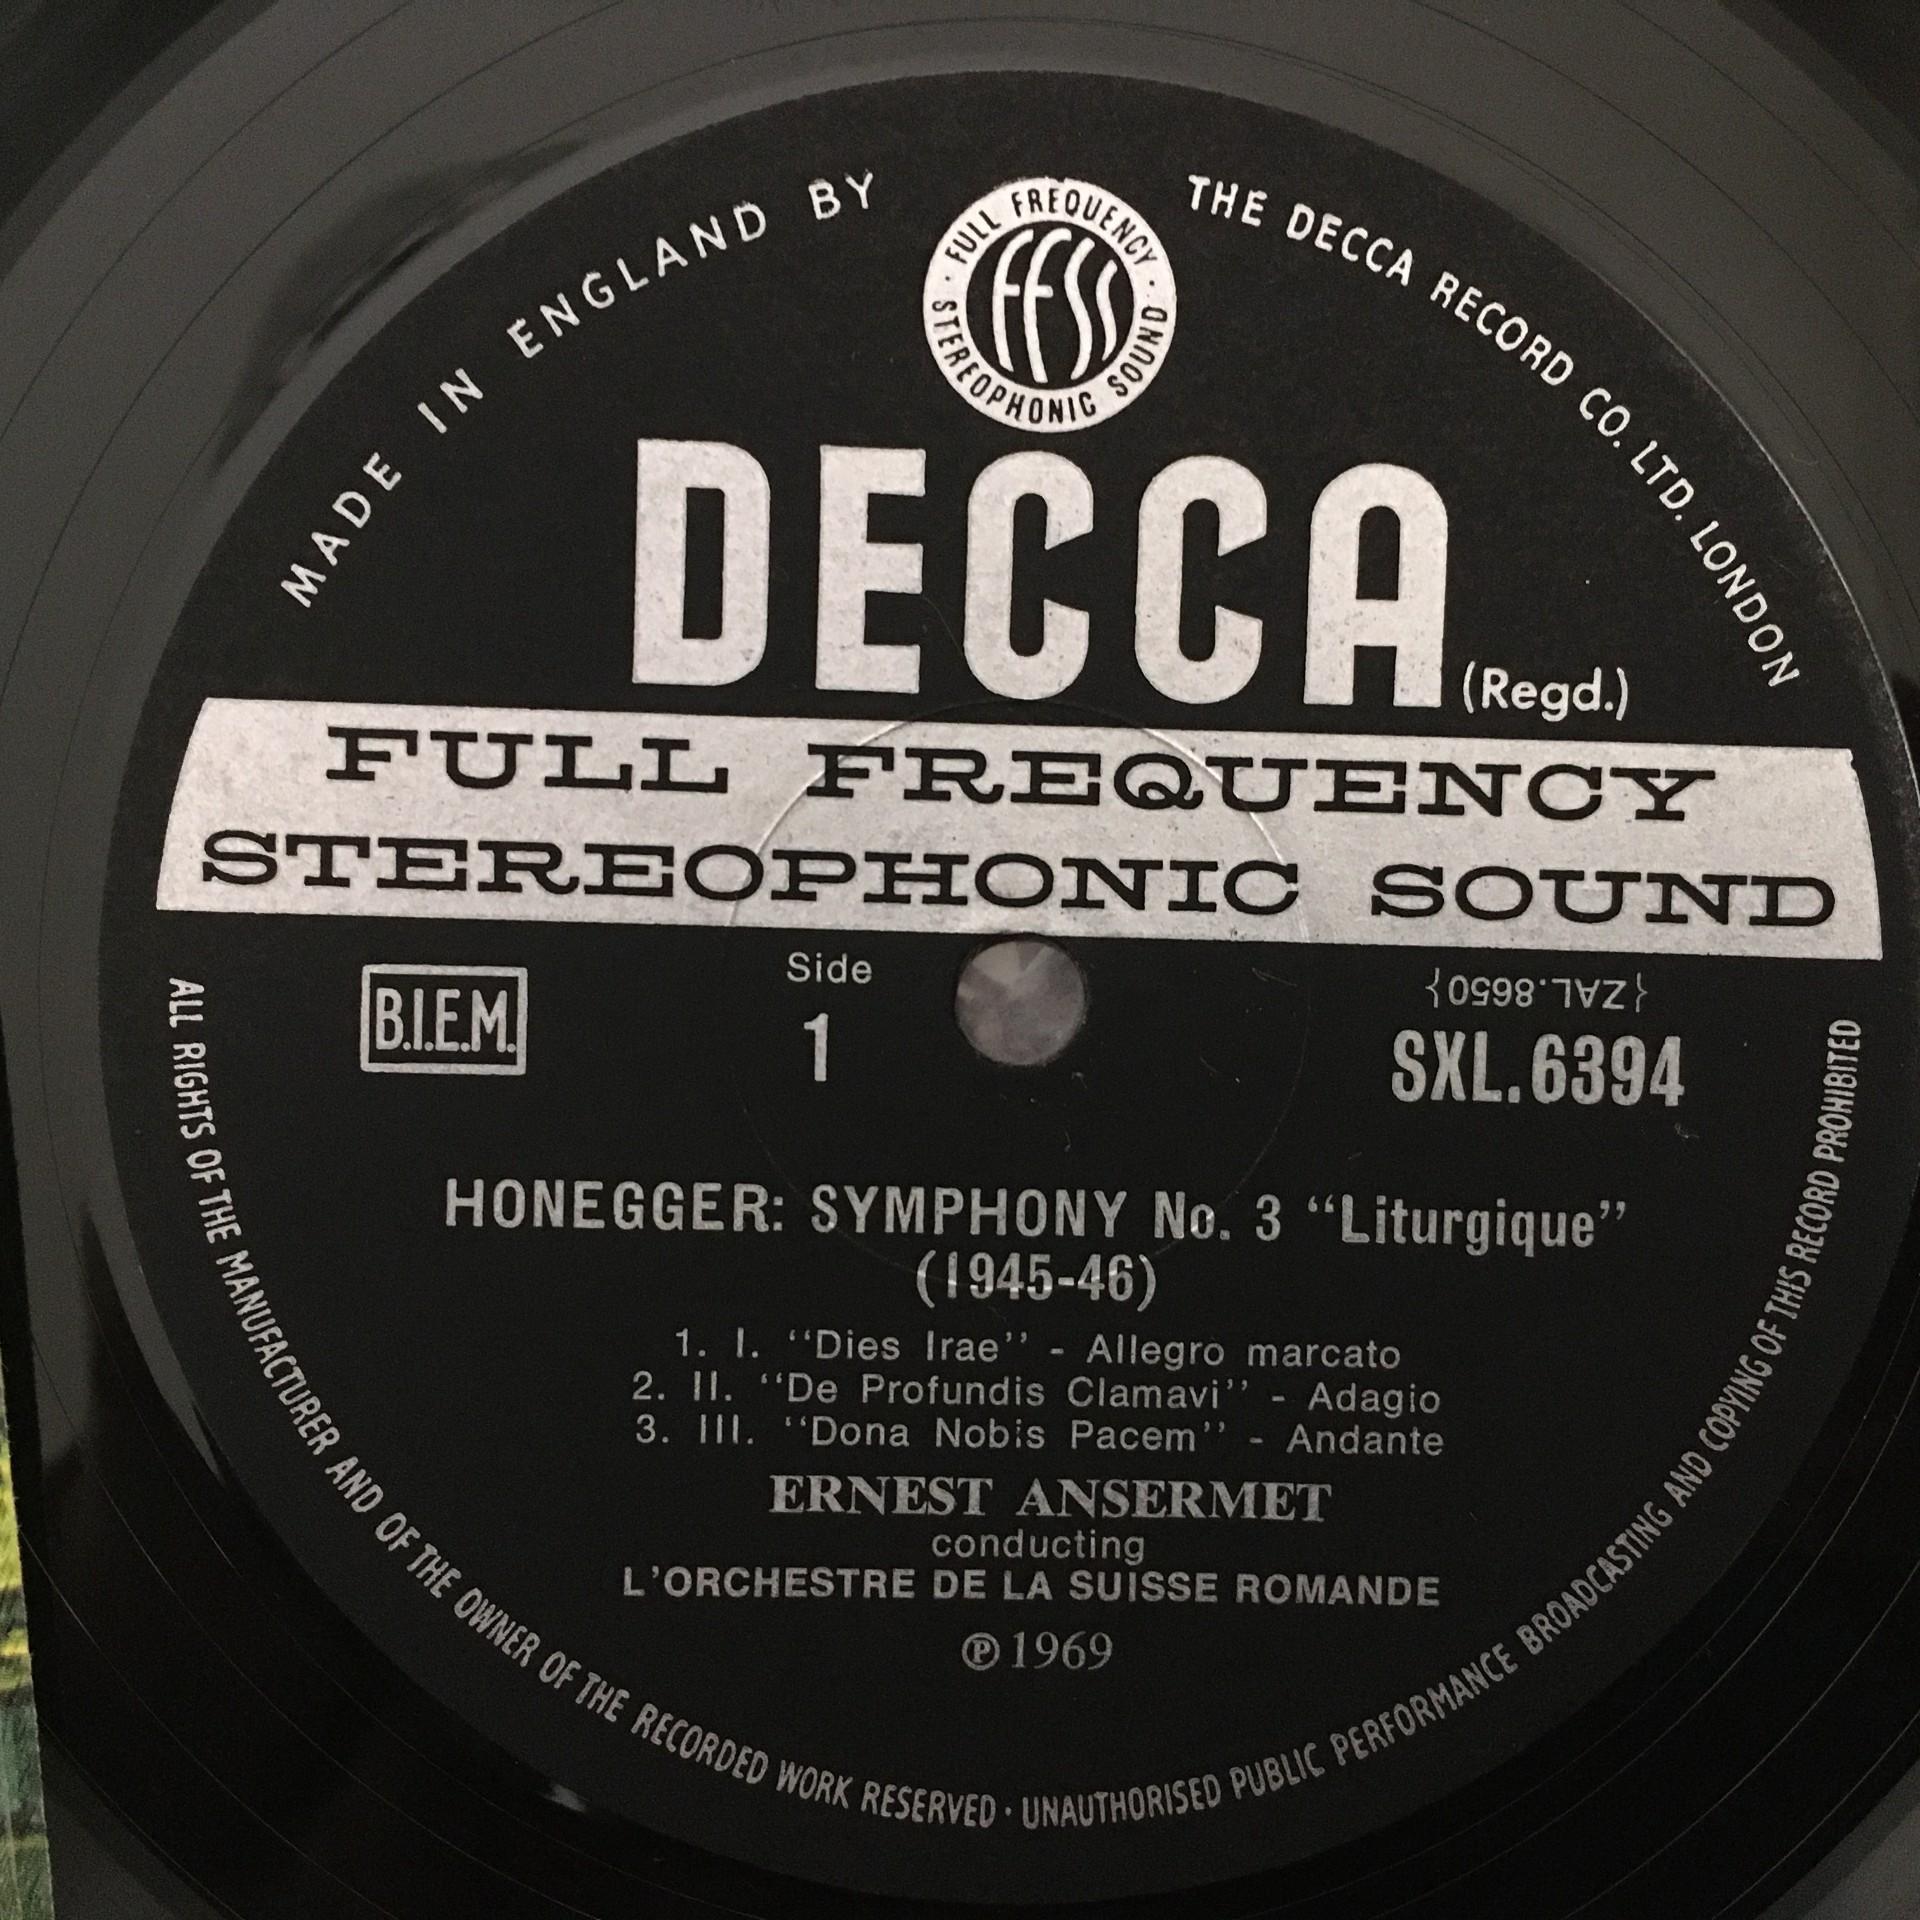 MADE IN ENGLAND BY
THE DECCA RECORD CO. LTD. LONDON
· FULL FREQUENCY · STEREOPHONIC SOUND
FFSS
DECCA (Regd.)
FULL FREQUENCY
STEREOPHONIC SOUND
B.I.E.M.
Side
1
{ZAL.8650}
SXL.6394
HONEGGER: SYMPHONY No. 3 “Liturgique”
(1945-46)
1. I. “Dies Irae” - Allegro marcato
2. II. “De Profundis Clamavi” - Adagio
3. III. “Dona Nobis Pacem” - Andante
ERNEST ANSERMET
conducting
L'ORCHESTRE DE LA SUISSE ROMANDE
℗ 1969
ALL RIGHTS OF THE MANUFACTURER AND OF THE OWNER OF THE RECORDED WORK RESERVED · UNAUTHORISED PUBLIC PERFORMANCE BROADCASTING AND COPYING OF THIS RECORD PROHIBITED